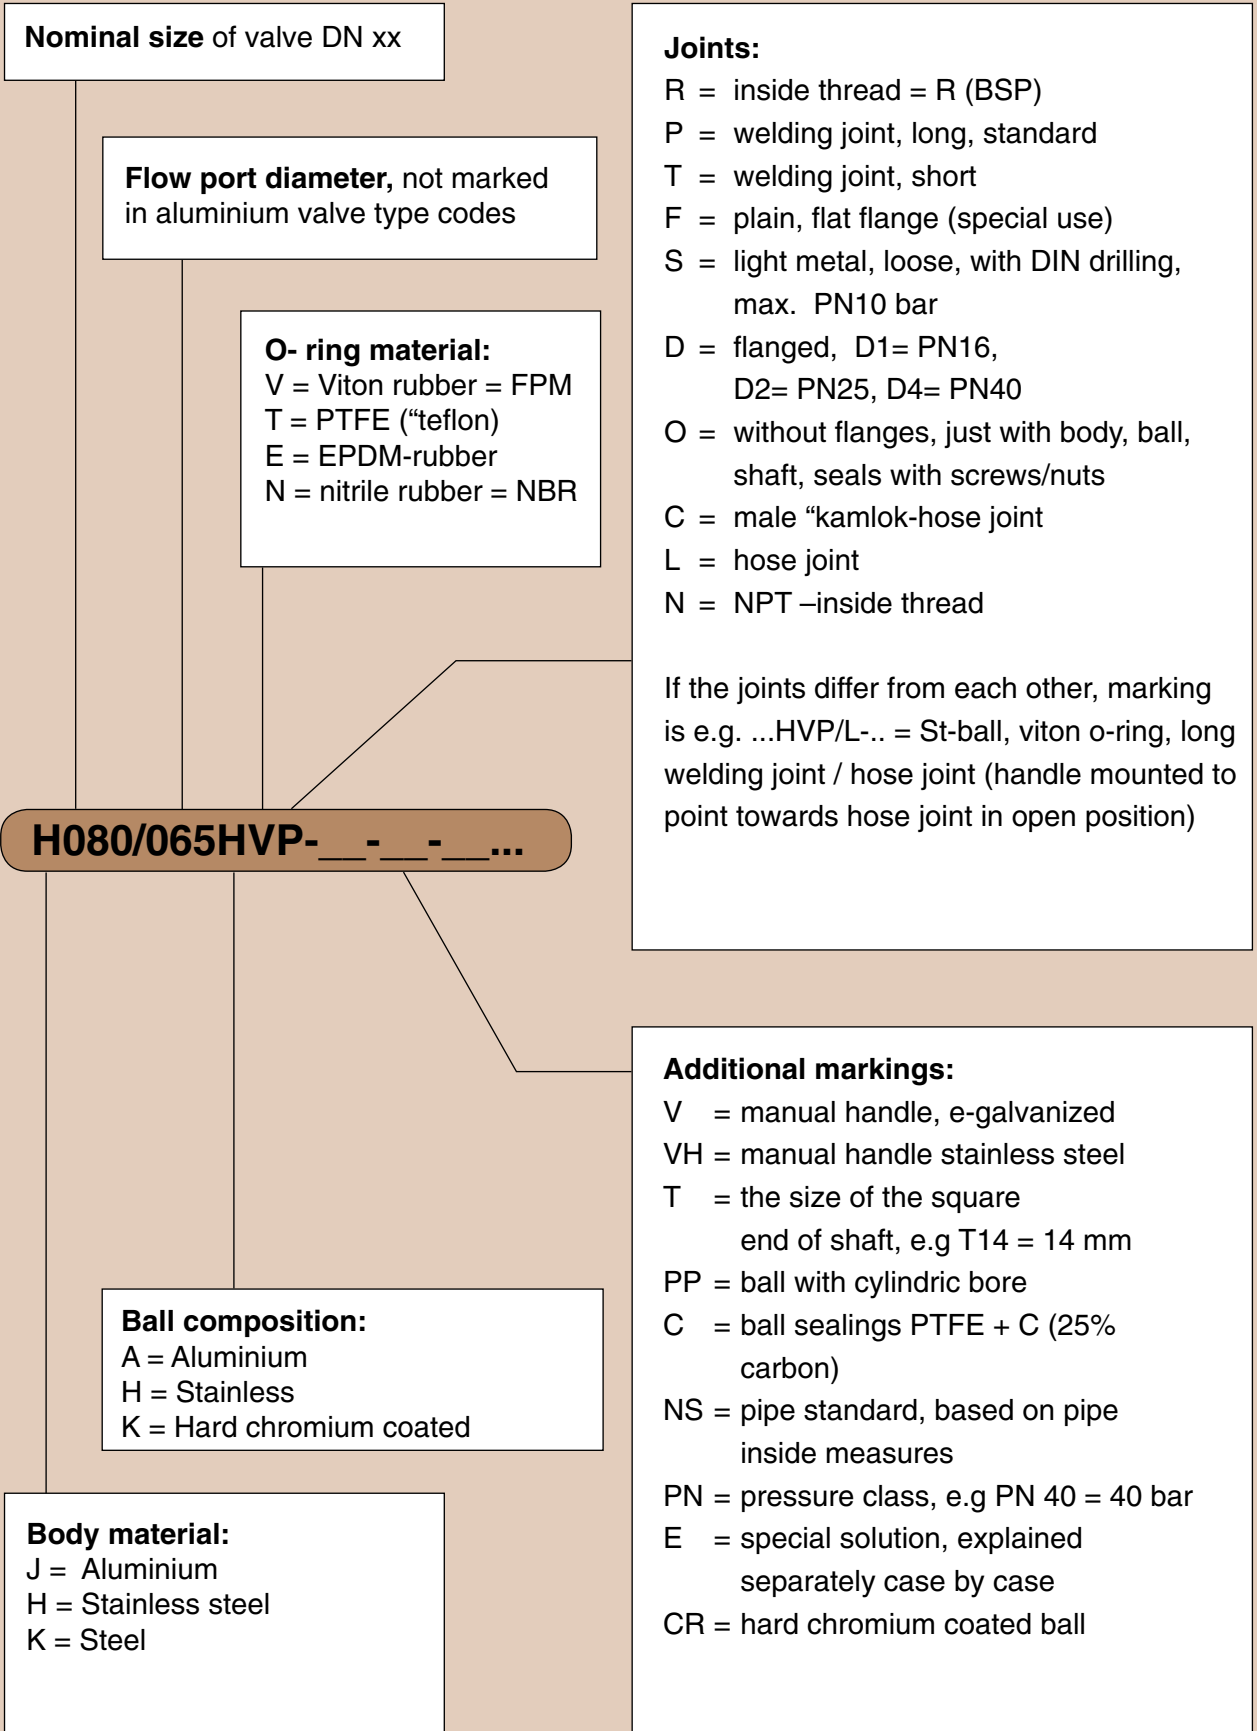 Nominal size of valve DN xx
Flow port diameter, not marked
in aluminium valve type codes
O- ring material:
V = Viton rubber = FPM
T = PTFE (“teflon)
E = EPDM-rubber
N = nitrile rubber = NBR
Joints:
R = inside thread = R (BSP)
P = welding joint, long, standard
T = welding joint, short
F = plain, flat flange (special use)
S = light metal, loose, with DIN drilling,
max. PN10 bar
D = flanged, D1= PN16,
D2= PN25, D4= PN40
O = without flanges, just with body, ball,
shaft, seals with screws/nuts
C = male “kamlok-hose joint
L = hose joint
N = NPT –inside thread
If the joints differ from each other, marking
is e.g. ...HVP/L-.. = St-ball, viton o-ring, long
welding joint / hose joint (handle mounted to
point towards hose joint in open position)
H080/065HVP-__-__-__...
Ball composition:
A = Aluminium
H = Stainless
K = Hard chromium coated
Body material:
J = Aluminium
H = Stainless steel
K = Steel
Additional markings:
V = manual handle, e-galvanized
VH = manual handle stainless steel
T = the size of the square
end of shaft, e.g T14 = 14 mm
PP = ball with cylindric bore
C = ball sealings PTFE + C (25%
carbon)
NS = pipe standard, based on pipe
inside measures
PN = pressure class, e.g PN 40 = 40 bar
E = special solution, explained
separately case by case
CR = hard chromium coated ball